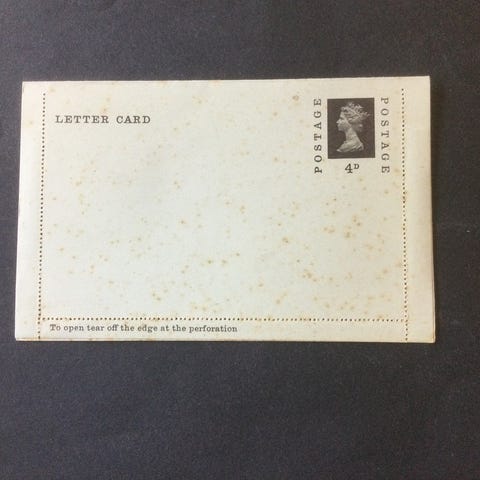 LETTER CARD
POSTAGE
POSTAGE
4D
To open tear off the edge at the perforation